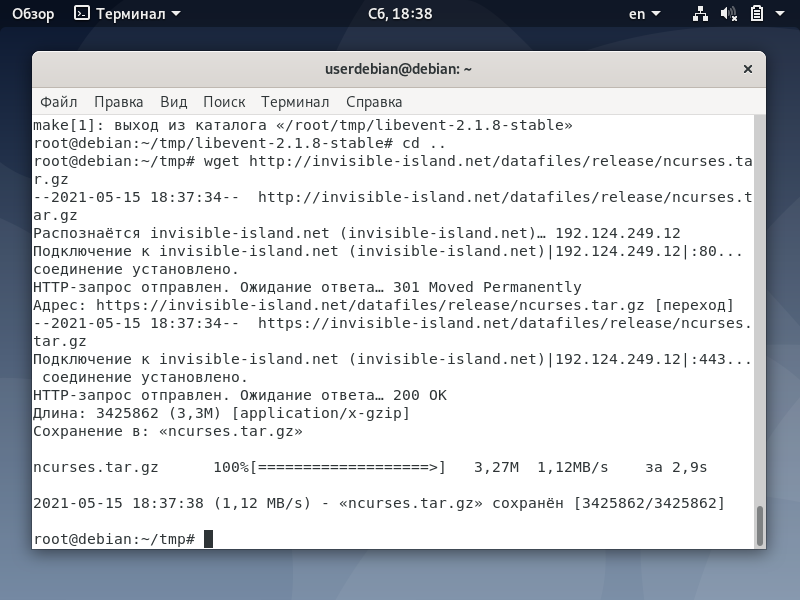 Обзор Терминал Сб, 18:38 en
userdebian@debian: ~ ×
Файл Правка Вид Поиск Терминал Справка
make[1]: выход из каталога «/root/tmp/libevent-2.1.8-stable»
root@debian:~/tmp/libevent-2.1.8-stable# cd ..
root@debian:~/tmp# wget http://invisible-island.net/datafiles/release/ncurses.ta
r.gz
--2021-05-15 18:37:34--  http://invisible-island.net/datafiles/release/ncurses.t
ar.gz
Распознаётся invisible-island.net (invisible-island.net)… 192.124.249.12
Подключение к invisible-island.net (invisible-island.net)|192.124.249.12|:80...
соединение установлено.
HTTP-запрос отправлен. Ожидание ответа… 301 Moved Permanently
Адрес: https://invisible-island.net/datafiles/release/ncurses.tar.gz [переход]
--2021-05-15 18:37:34--  https://invisible-island.net/datafiles/release/ncurses.
tar.gz
Подключение к invisible-island.net (invisible-island.net)|192.124.249.12|:443...
 соединение установлено.
HTTP-запрос отправлен. Ожидание ответа… 200 OK
Длина: 3425862 (3,3M) [application/x-gzip]
Сохранение в: «ncurses.tar.gz»
ncurses.tar.gz      100%[===================>]   3,27M  1,12MB/s    за 2,9s
2021-05-15 18:37:38 (1,12 MB/s) - «ncurses.tar.gz» сохранён [3425862/3425862]
root@debian:~/tmp#